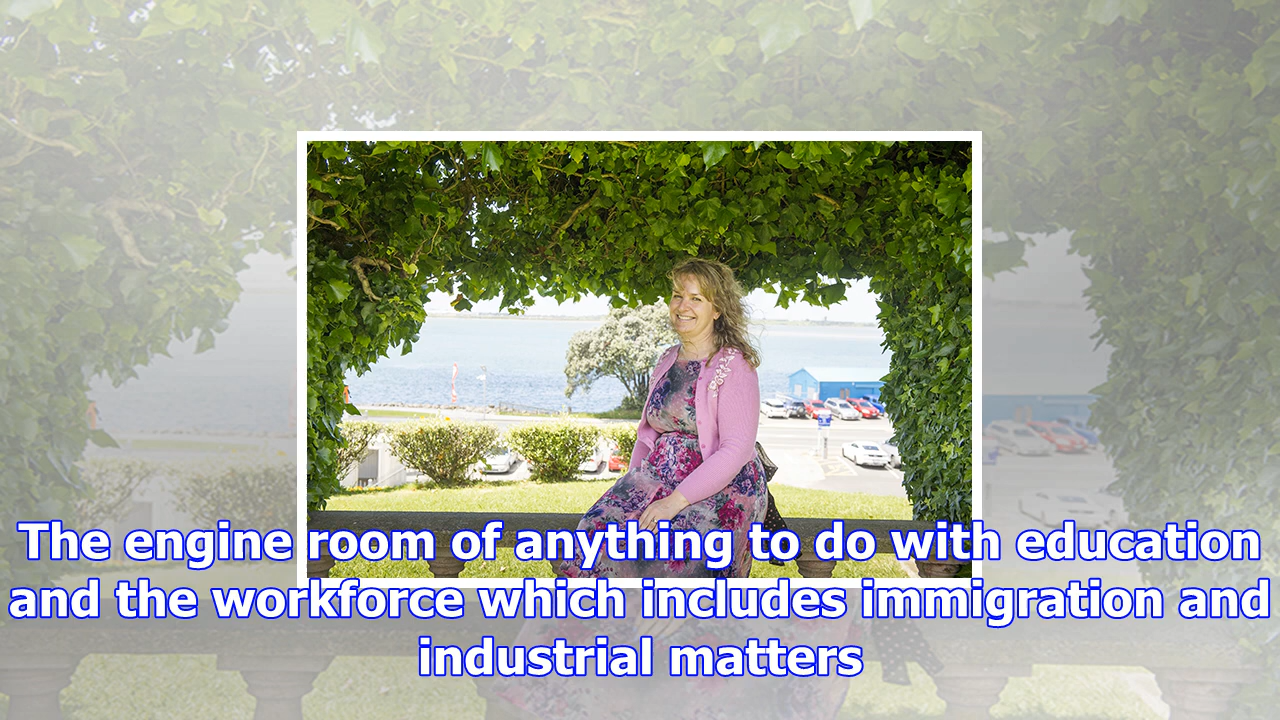 The engine room of anything to do with education
and the workforce which includes immigration and
industrial matters